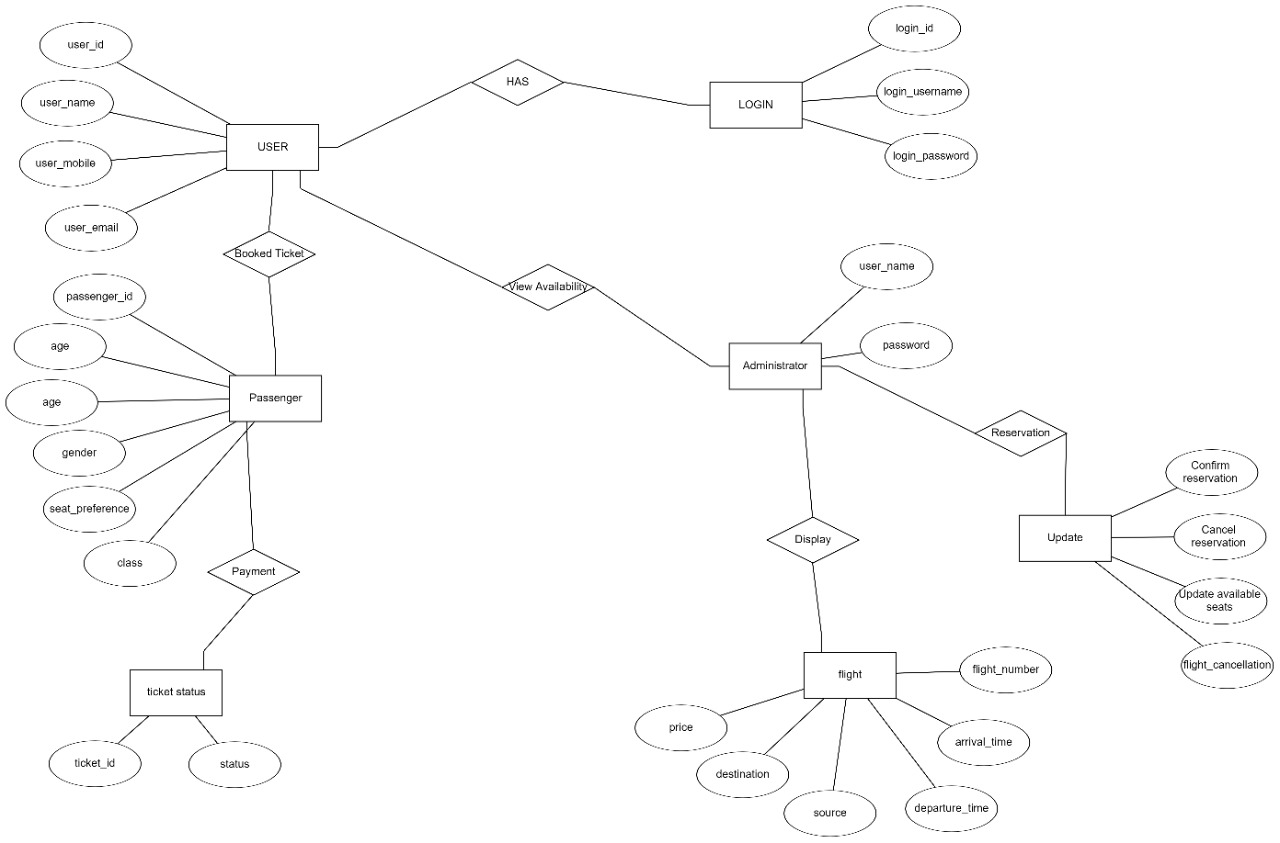 login_id
user_id
HAS
login_username
user_name
LOGIN
USER
login_password
user_mobile
user_email
Booked Ticket
user_name
View Availability
passenger_id
age
password
Administrator
Passenger
age
Reservation
gender
Confirm
reservation
seat_preference
Cancel
reservation
Update
Display
class
Payment
Update available
seats
flight_cancellation
flight_number
flight
ticket status
price
arrival_time
ticket_id
status
destination
departure_time
source